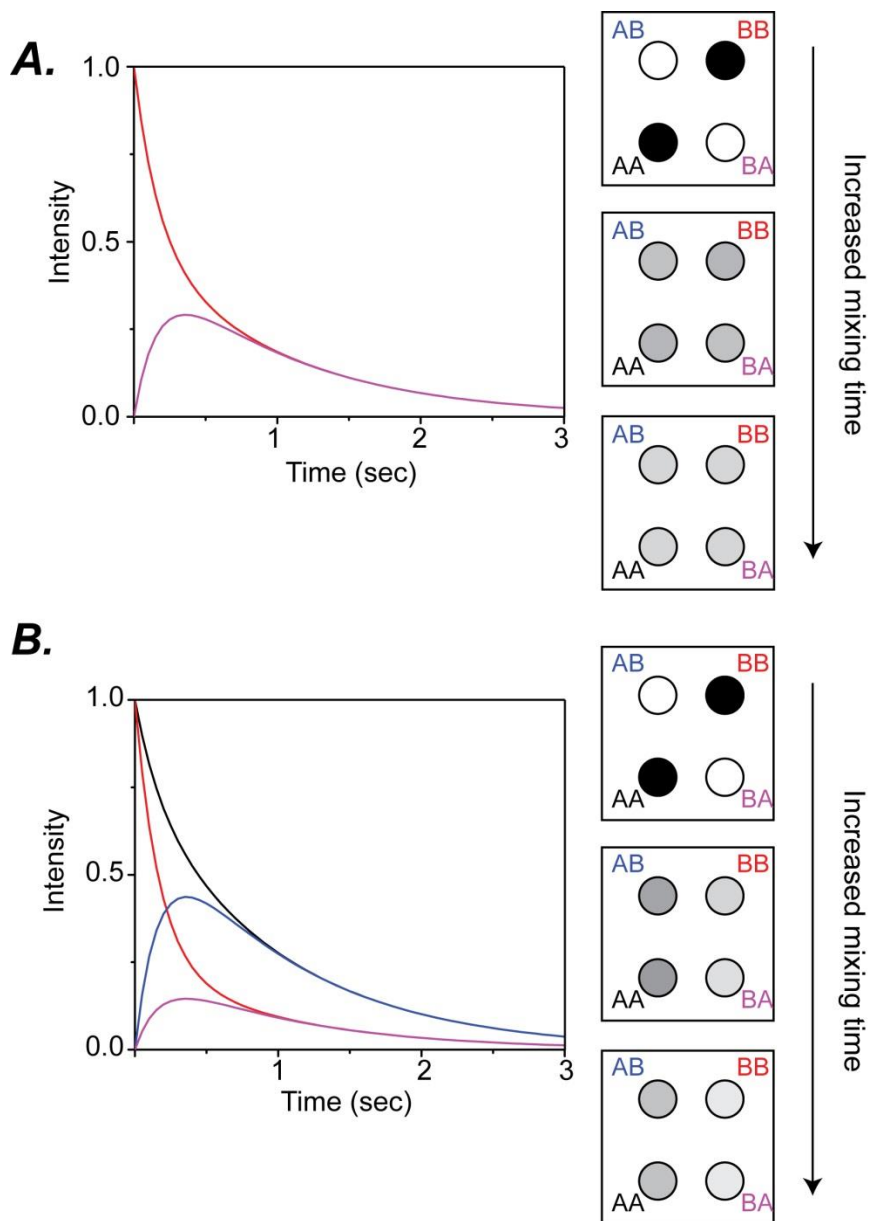 A.
AB BB
1.0
0.5
0.0
Intensity
1 2 3
Time (sec)
AA BA
AB BB
AA BA
AB BB
AA BA
Increased mixing time
B.
AB BB
1.0
0.5
0.0
Intensity
1 2 3
Time (sec)
AA BA
AB BB
AA BA
AB BB
AA BA
Increased mixing time